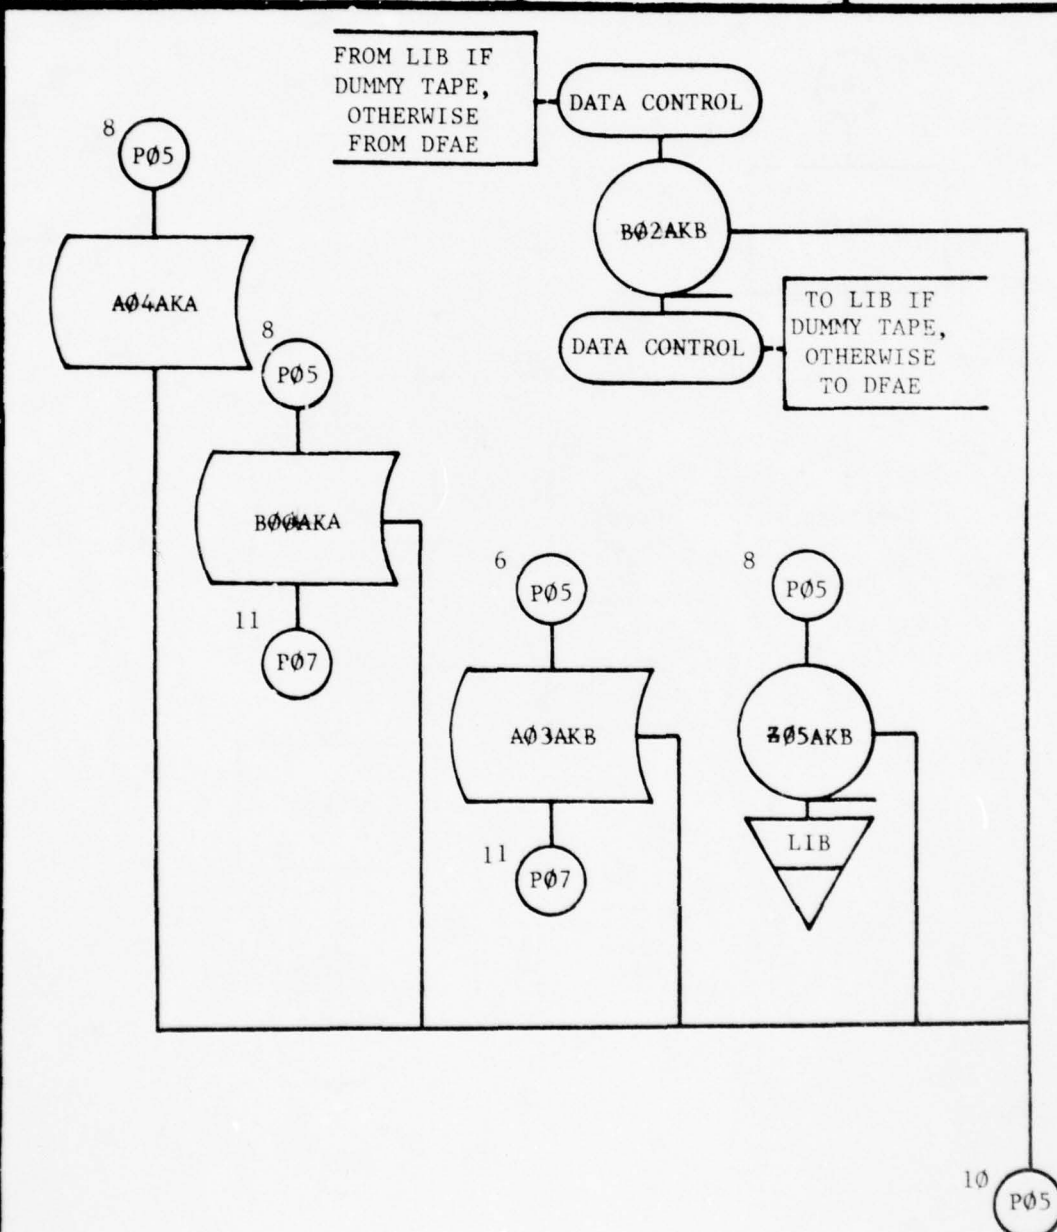 FROM LIB IF
DUMMY TAPE,
OTHERWISE
FROM DFAE
DATA CONTROL
8
PØ5
BØ2AKB
AØ4AKA
TO LIB IF
DUMMY TAPE,
OTHERWISE
TO DFAE
DATA CONTROL
8
PØ5
11
PØ7
6
PØ5
8
PØ5
AØ3AKB
ZØ5AKB
LIB
11
PØ7
1Ø
PØ5